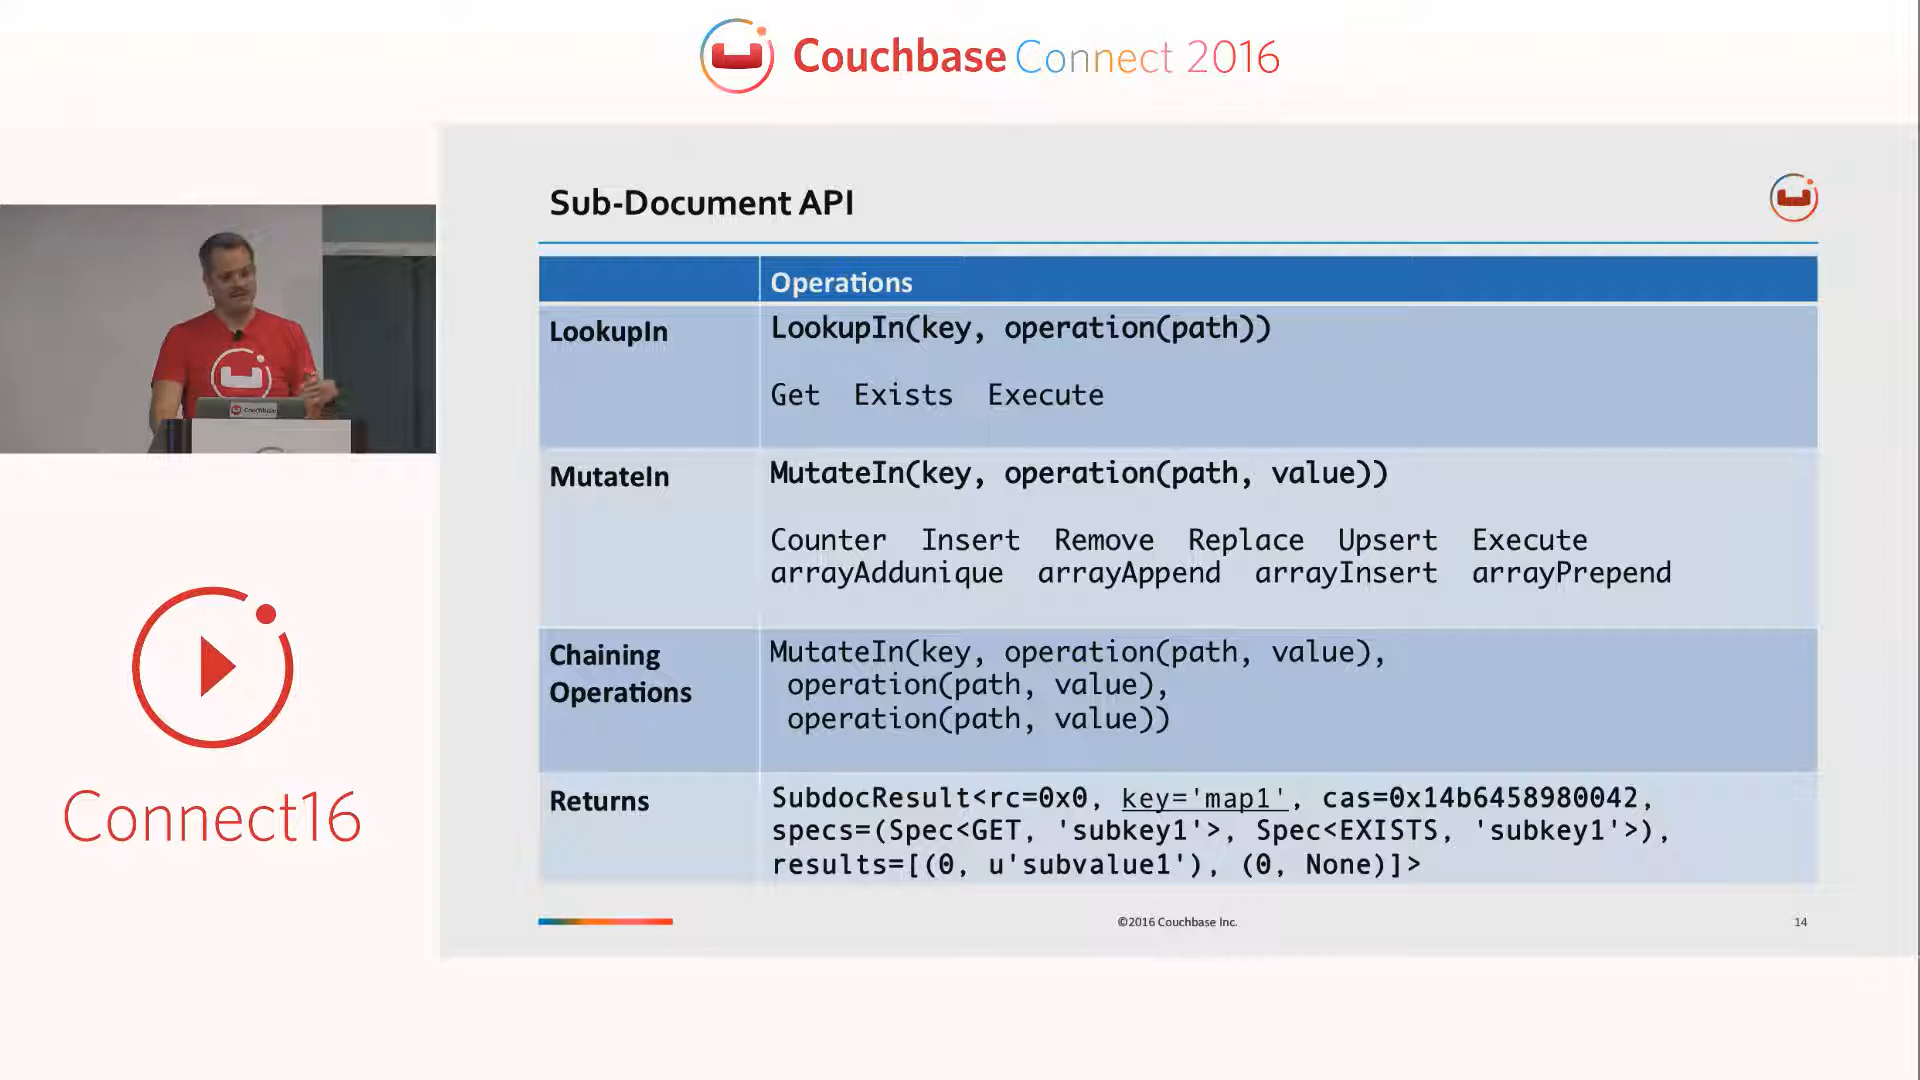 Couchbase Connect 2016
Sub-Document API
Operations
LookupIn
LookupIn(key, operation(path))
Get Exists Execute
MutateIn
MutateIn(key, operation(path, value))
Counter Insert Remove Replace Upsert Execute
arrayAddunique arrayAppend arrayInsert arrayPrepend
Chaining
Operations
MutateIn(key, operation(path, value),
operation(path, value),
operation(path, value))
Returns
SubdocResult<rc=0x0, key='map1', cas=0x14b6458980042,
specs=(Spec<GET, 'subkey1'>, Spec<EXISTS, 'subkey1'>),
results=[(0, u'subvalue1'), (0, None)]>
©2016 Couchbase Inc.
14
Couchbase
Connect16